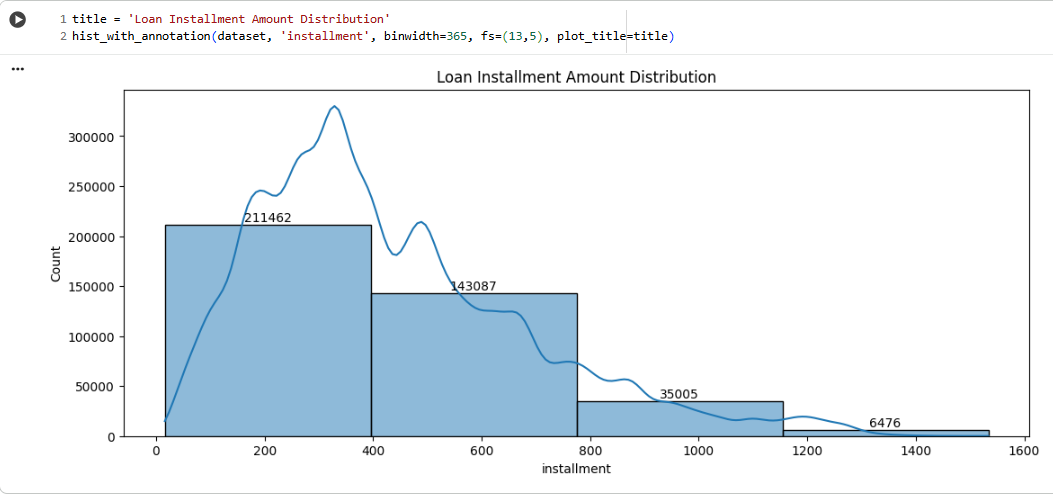 1 title = 'Loan Installment Amount Distribution'
2 hist_with_annotation(dataset, 'installment', binwidth=365, fs=(13,5), plot_title=title)
...
Loan Installment Amount Distribution
300000
250000
211462
200000
Count
150000
143087
100000
50000
35005
6476
0
0 200 400 600 800 1000 1200 1400 1600
installment